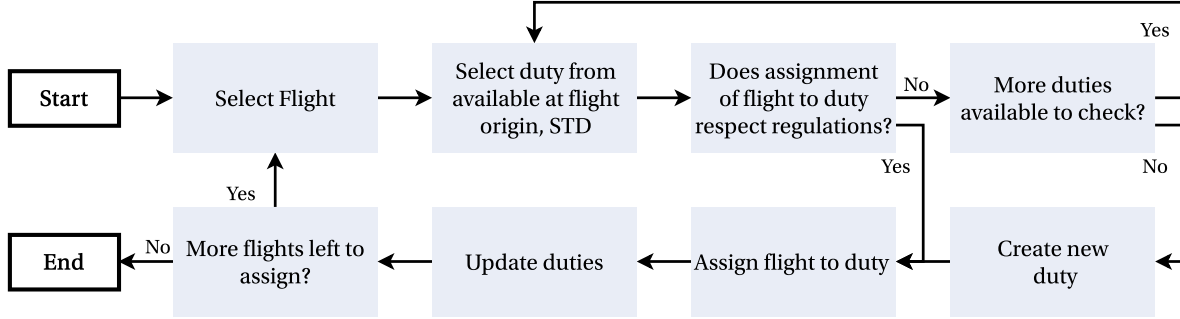 Yes
Start
Select Flight
Select duty from
available at flight
origin, STD
Does assignment
of flight to duty
respect regulations?
No
More duties
available to check?
Yes
No
Yes
End
No
More flights left to
assign?
Update duties
Assign flight to duty
Create new
duty